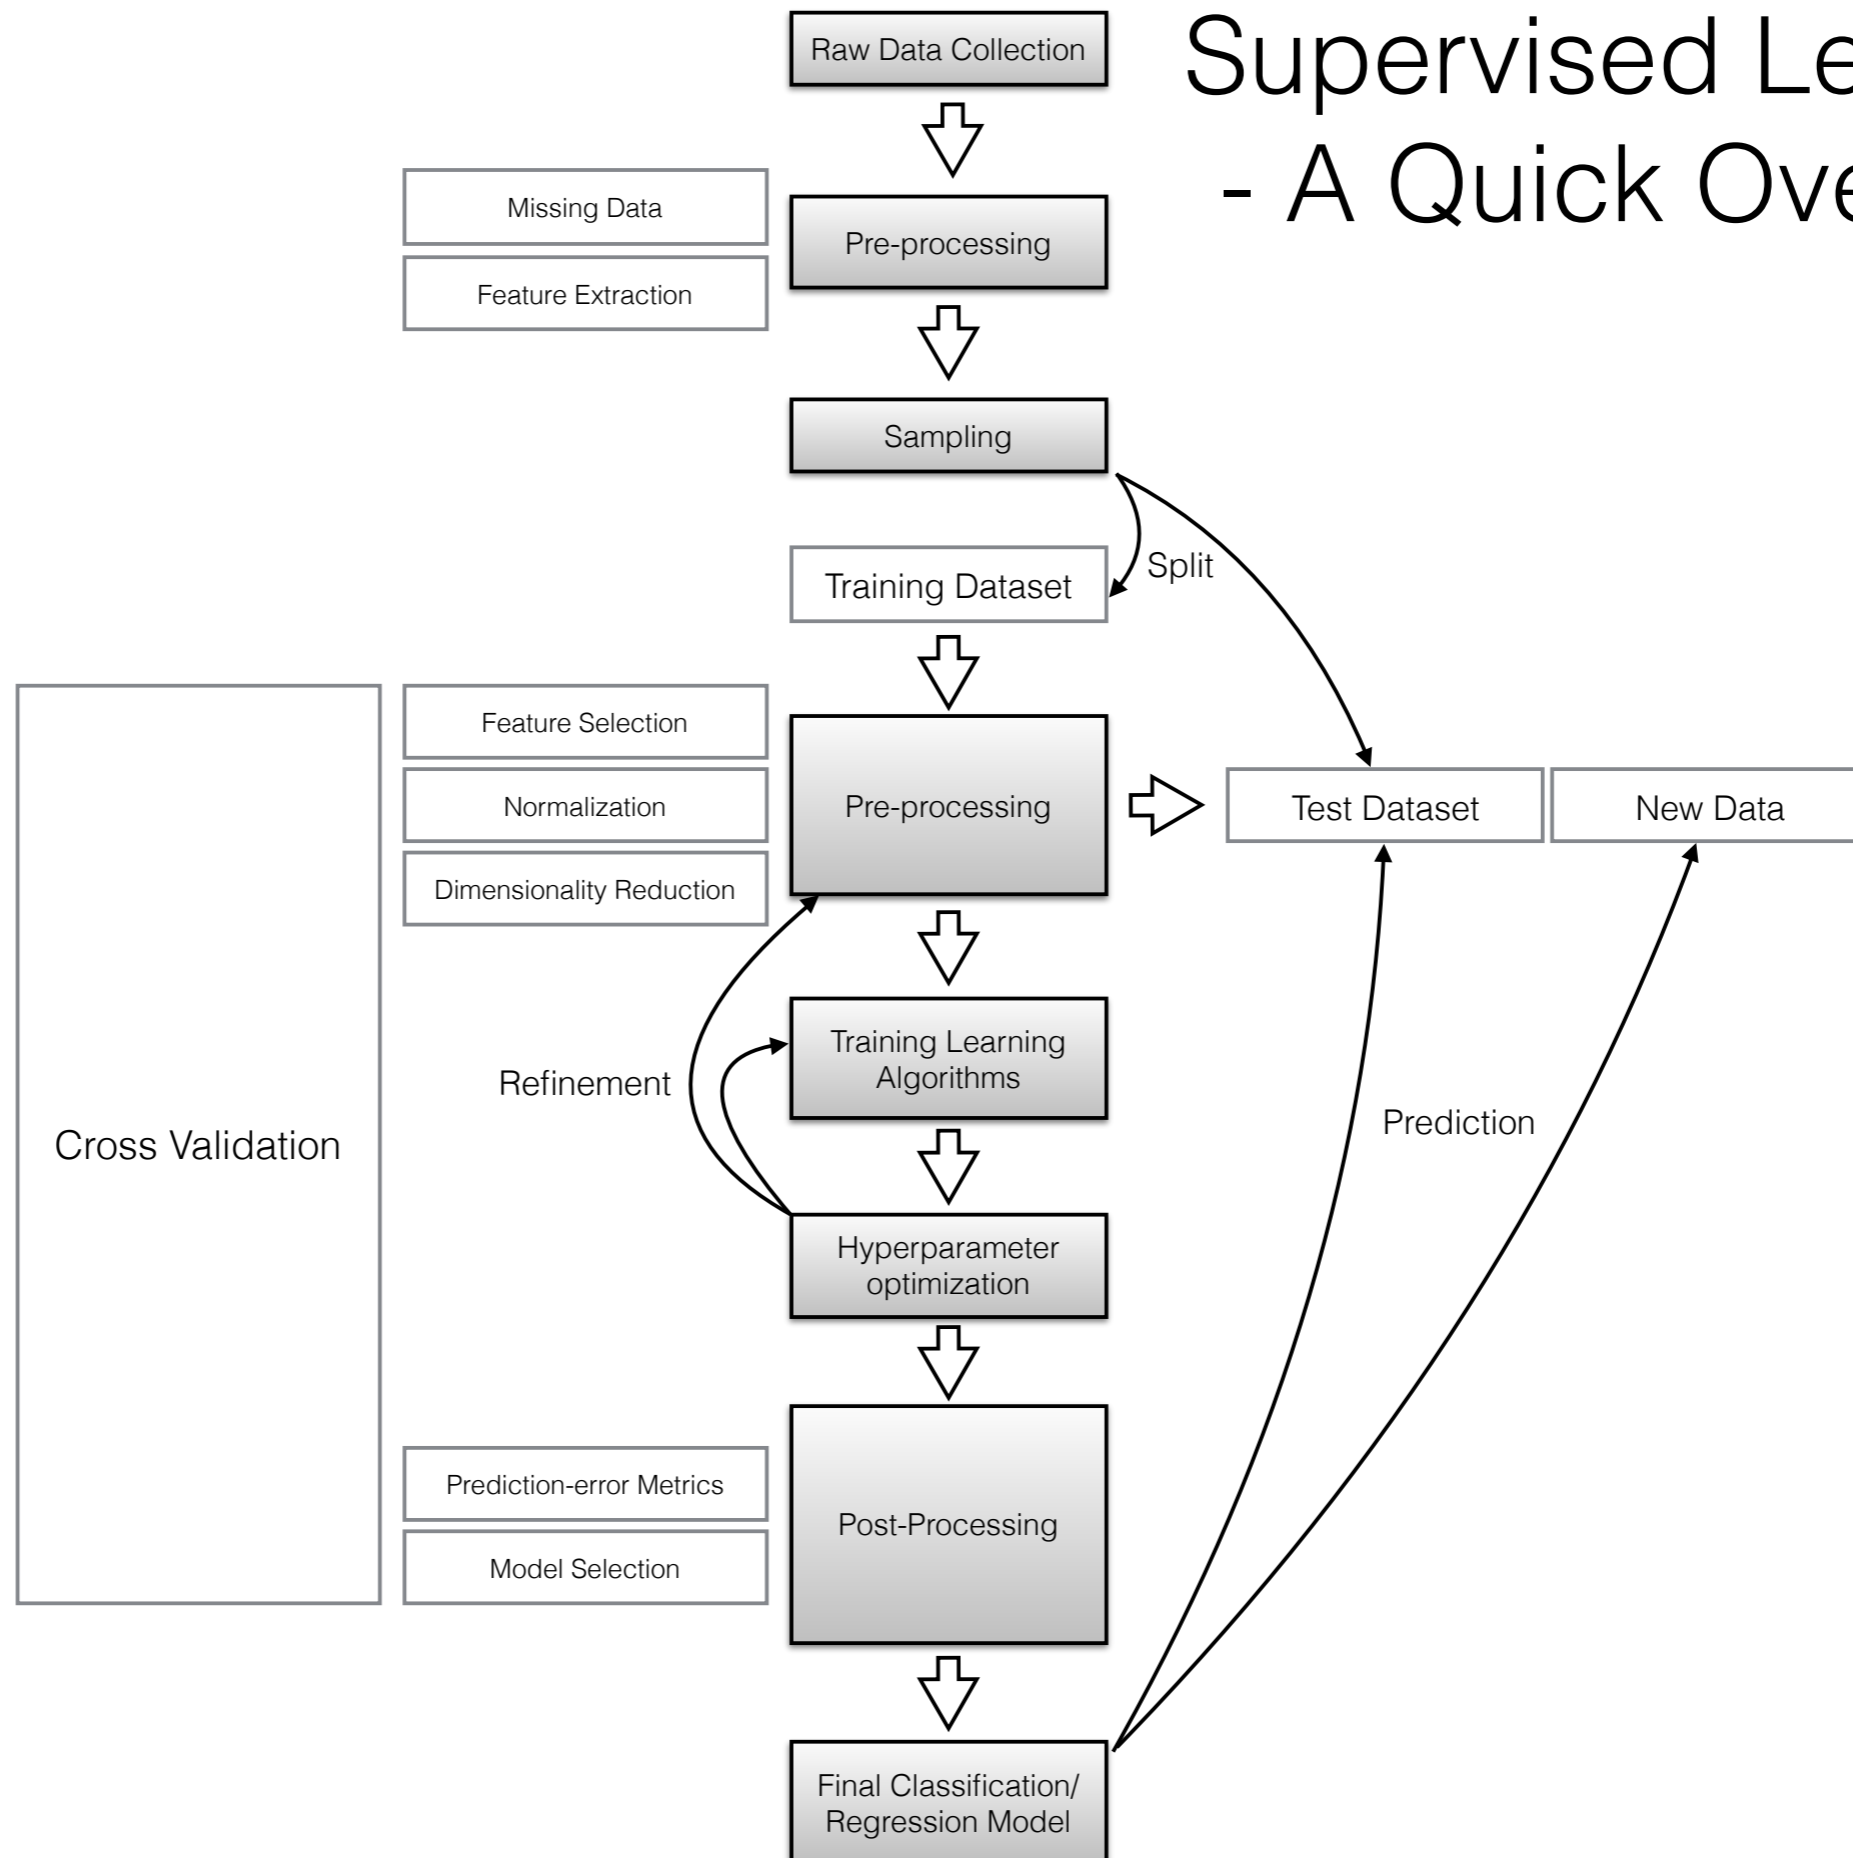 Raw Data Collection
Supervised Le
- A Quick Ove
Missing Data
Pre-processing
Feature Extraction
Sampling
Split
Training Dataset
Feature Selection
Normalization
Dimensionality Reduction
Pre-processing
Test Dataset
New Data
Training Learning
Algorithms
Refinement
Cross Validation
Prediction
Hyperparameter
optimization
Prediction-error Metrics
Model Selection
Post-Processing
Final Classification/
Regression Model